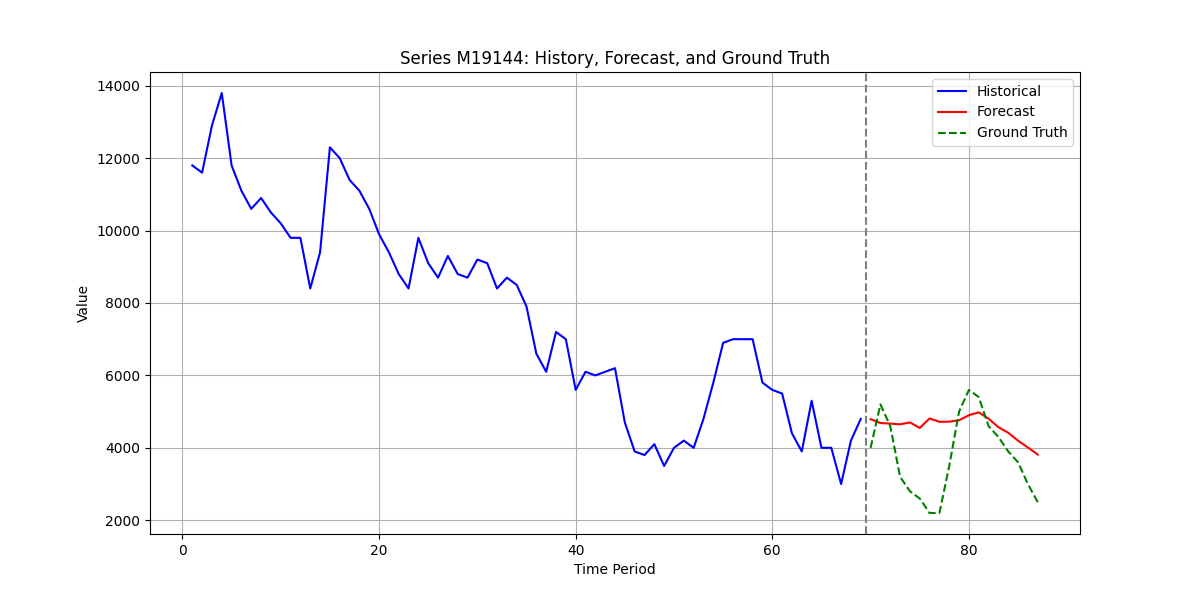 Series M19144: History, Forecast, and Ground Truth
Historical
Forecast
Ground Truth
Value
14000
12000
10000
8000
6000
4000
2000
0
20
40
60
80
Time Period